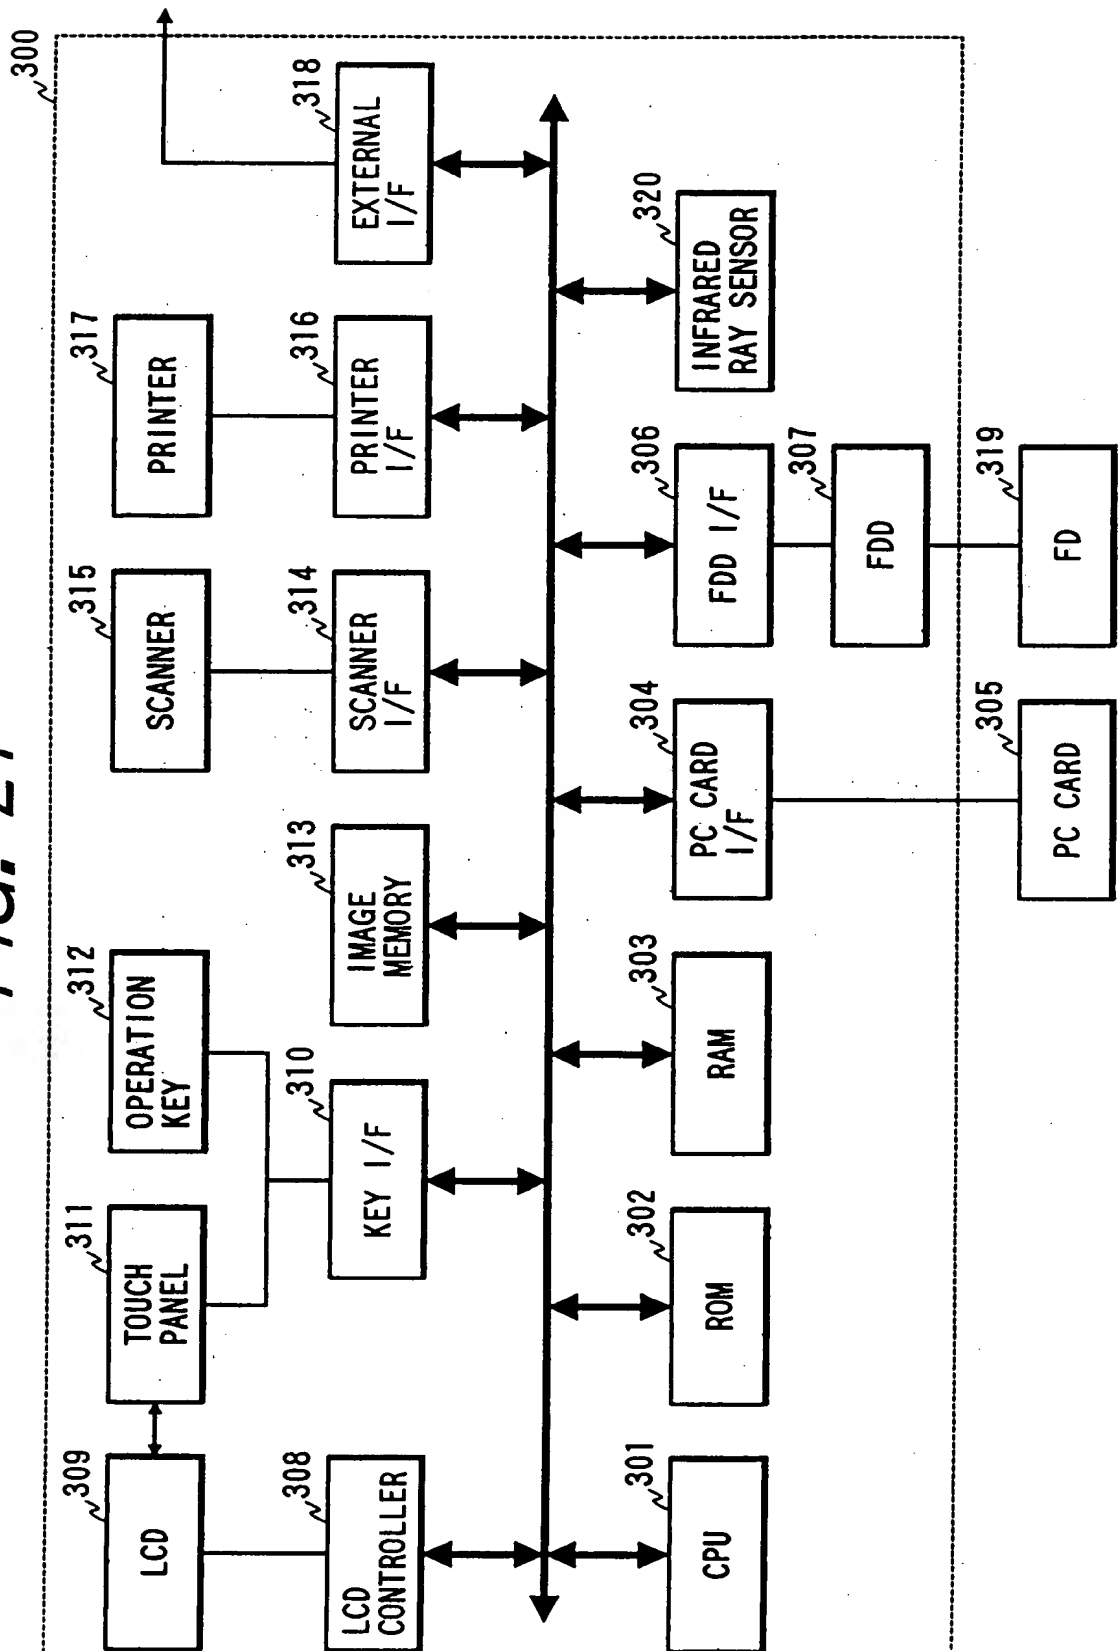 300
309
LCD
311
TOUCH
PANEL
312
OPERATION
KEY
315
SCANNER
317
PRINTER
308
LCD
CONTROLLER
310
KEY I/F
313
IMAGE
MEMORY
314
SCANNER
I/F
316
PRINTER
I/F
318
EXTERNAL
I/F
301
CPU
302
ROM
303
RAM
304
PC CARD
I/F
306
FDD I/F
320
INFRARED
RAY SENSOR
307
FDD
305
PC CARD
319
FD